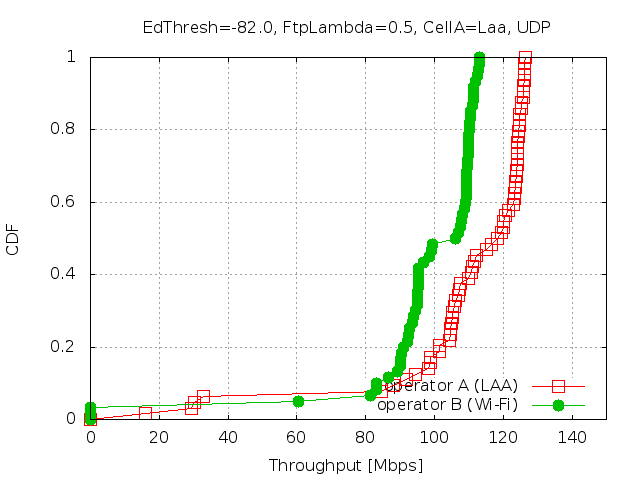 EdThresh=-82.0, FtpLambda=0.5, CellA=Laa, UDP
1
0.8
0.6
0.4
0.2
0
CDF
operator A (LAA)
operator B (Wi-Fi)
0 20 40 60 80 100 120 140
Throughput [Mbps]